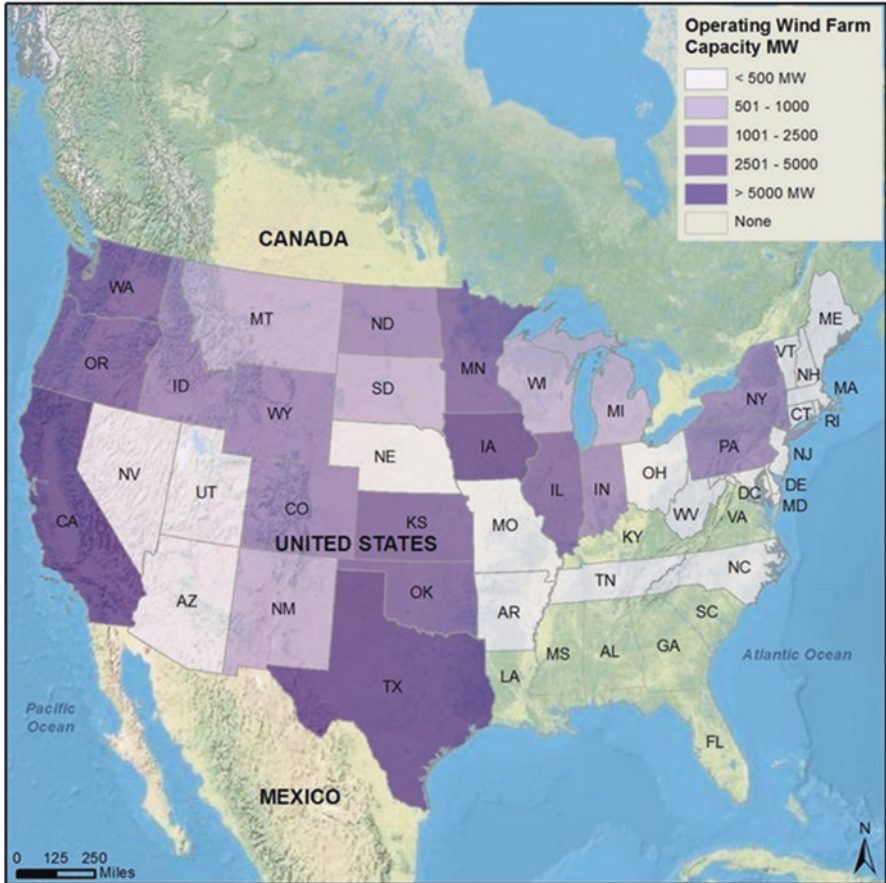 Operating Wind Farm
Capacity MW
< 500 MW
501 - 1000
1001 - 2500
2501 - 5000
> 5000 MW
None
CANADA
WA
MT
ND
ME
VT
OR
MN
NH
ID
SD
WI
MA
WY
MI
NY
CT
RI
NE
IA
PA
NV
OH
NJ
UT
IL
IN
DE
CO
DC
MD
CA
KS
MO
WV
VA
UNITED STATES
KY
AZ
NM
OK
TN
NC
AR
SC
MS
AL
GA
Atlantic Ocean
LA
TX
Pacific
Ocean
FL
MEXICO
N
0 125 250
Miles